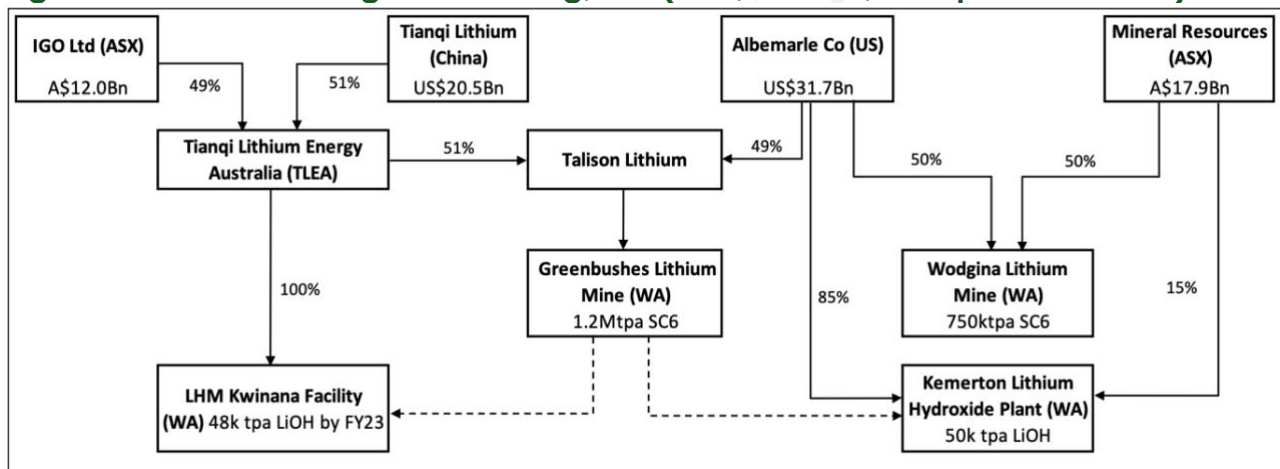 IGO Ltd (ASX)
A$12.0Bn
Tianqi Lithium
(China)
US$20.5Bn
Albemarle Co (US)
US$31.7Bn
Mineral Resources
(ASX)
A$17.9Bn
49%
51%
Tianqi Lithium Energy
Australia (TLEA)
51%
Talison Lithium
49%
50%
50%
Greenbushes Lithium
Mine (WA)
1.2Mtpa SC6
Wodgina Lithium
Mine (WA)
750ktpa SC6
100%
85%
15%
LHM Kwinana Facility
(WA) 48k tpa LiOH by FY23
Kemerton Lithium
Hydroxide Plant (WA)
50k tpa LiOH